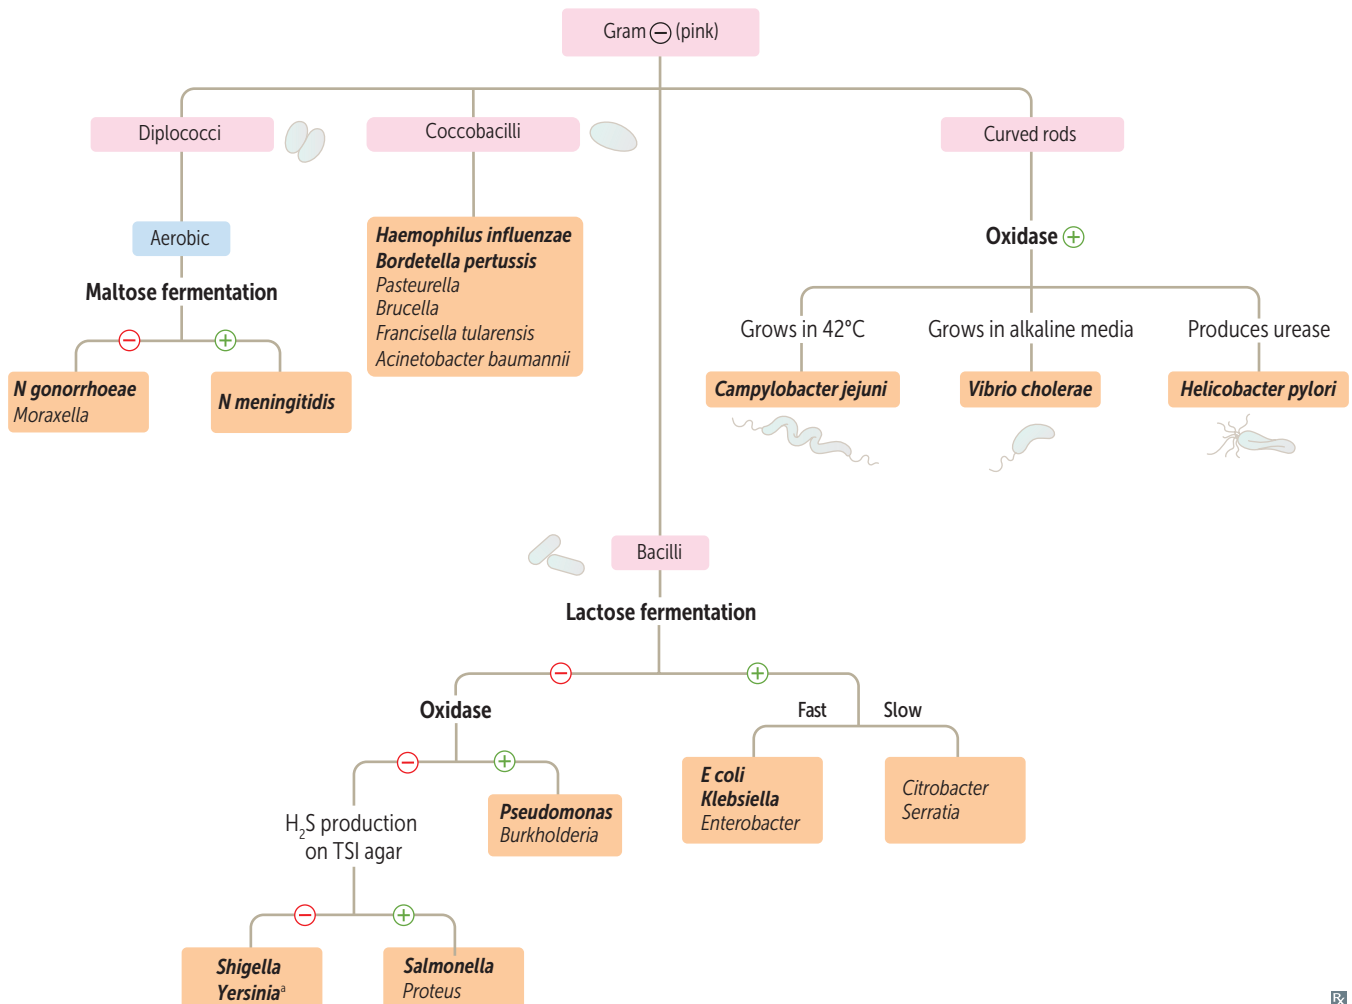 Gram ⊖ (pink)
Diplococci
Coccobacilli
Curved rods
Aerobic
Maltose fermentation
−
+
N gonorrhoeae
Moraxella
N meningitidis
Haemophilus influenzae
Bordetella pertussis
Pasteurella
Brucella
Francisella tularensis
Acinetobacter baumannii
Oxidase ⊕
Grows in 42°C
Grows in alkaline media
Produces urease
Campylobacter jejuni
Vibrio cholerae
Helicobacter pylori
Bacilli
Lactose fermentation
−
+
Oxidase
Fast
Slow
−
+
E coli
Klebsiella
Enterobacter
Citrobacter
Serratia
Pseudomonas
Burkholderia
H₂S production
on TSI agar
−
+
Shigella
Yersiniaᵃ
Salmonella
Proteus
Rx